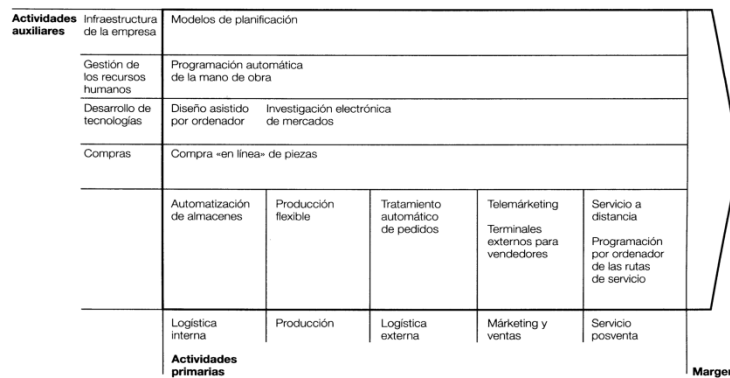 Actividades
auxiliares
Infraestructura
de la empresa
Modelos de planificación
Gestión de
los recursos
humanos
Programación automática
de la mano de obra
Desarrollo de
tecnologías
Diseño asistido
por ordenador
Investigación electrónica
de mercados
Compras
Compra «en línea» de piezas
Automatización
de almacenes
Producción
flexible
Tratamiento
automático
de pedidos
Telemárketing
Terminales
externos para
vendedores
Servicio a
distancia
Programación
por ordenador
de las rutas
de servicio
Logística
interna
Producción
Logística
externa
Márketing y
ventas
Servicio
posventa
Actividades
primarias
Margen